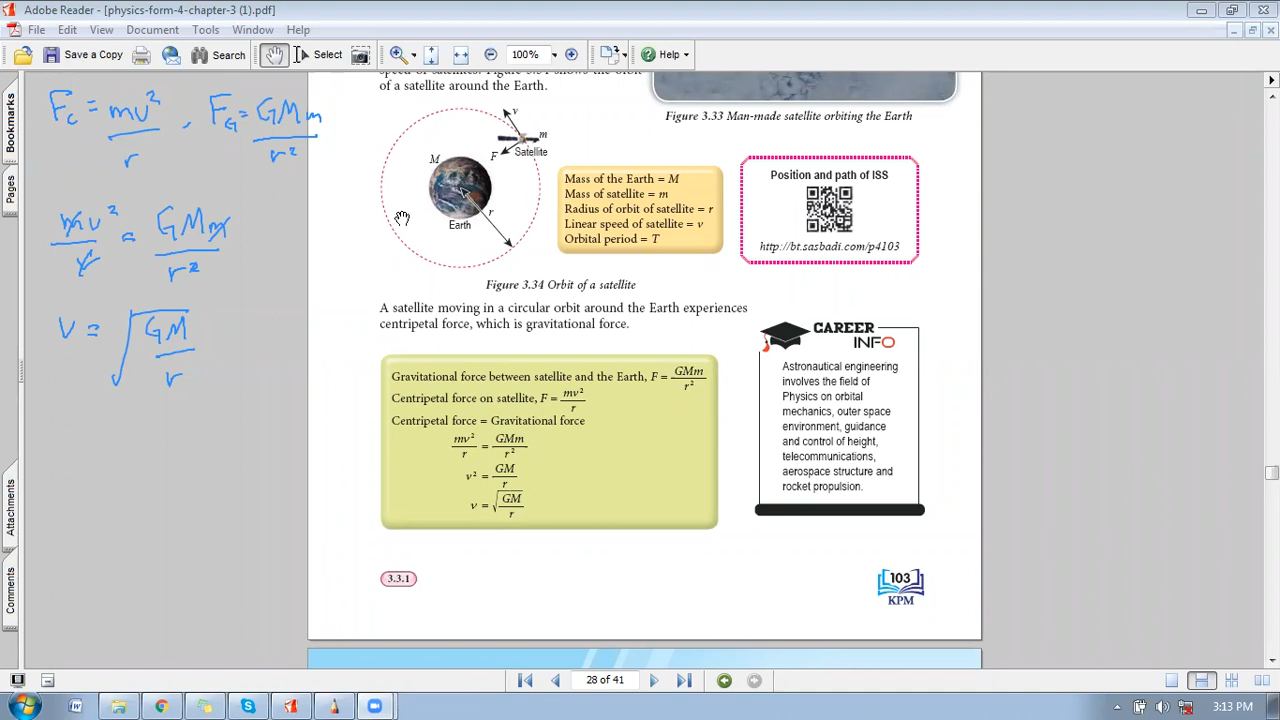 Adobe Reader - [physics-form-4-chapter-3 (1).pdf]
File Edit View Document Tools Window Help
Save a Copy Search Select 100% Help
Bookmarks
Pages
Attachments
Comments
F_C = mv²/r , F_G = GMm/r²
mv²/r = GMm/r²
v = √(GM/r)
of a satellite around the Earth.
v
m
F
Satellite
M
r
Earth
Figure 3.33 Man-made satellite orbiting the Earth
Mass of the Earth = M
Mass of satellite = m
Radius of orbit of satellite = r
Linear speed of satellite = v
Orbital period = T
Position and path of ISS
http://bt.sasbadi.com/p4103
Figure 3.34 Orbit of a satellite
A satellite moving in a circular orbit around the Earth experiences
centripetal force, which is gravitational force.
Gravitational force between satellite and the Earth, F = GMm/r²
Centripetal force on satellite, F = mv²/r
Centripetal force = Gravitational force
mv²/r = GMm/r²
v² = GM/r
v = √(GM/r)
CAREER
INFO
Astronautical engineering
involves the field of
Physics on orbital
mechanics, outer space
environment, guidance
and control of height,
telecommunications,
aerospace structure and
rocket propulsion.
3.3.1
103
KPM
28 of 41
3:13 PM